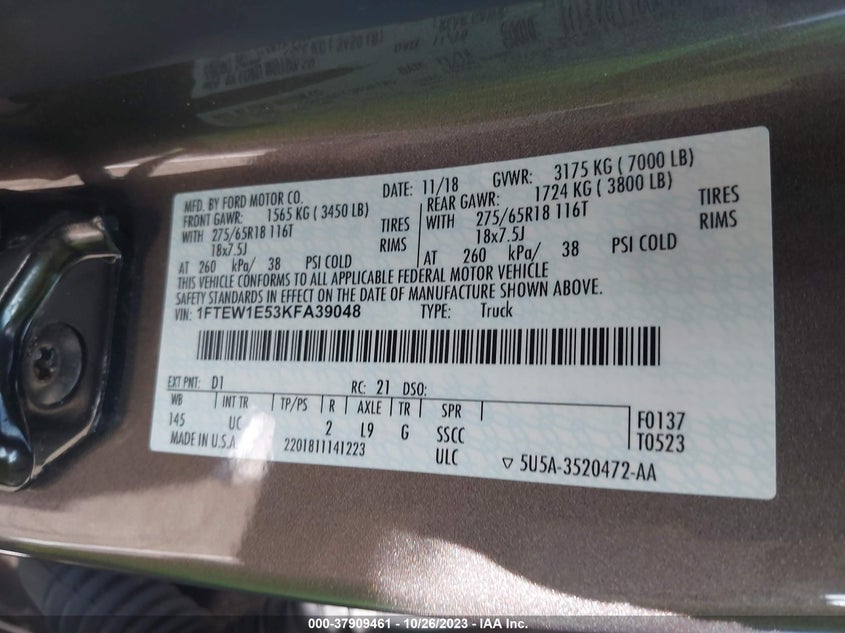 MFD. BY FORD MOTOR CO. DATE: 11/18 GVWR: 3175 KG ( 7000 LB)
FRONT GAWR: 1565 KG ( 3450 LB) REAR GAWR: 1724 KG ( 3800 LB)
WITH 275/65R18 116T TIRES WITH 275/65R18 116T TIRES
18x7.5J RIMS 18x7.5J RIMS
AT 260 kPa/ 38 PSI COLD AT 260 kPa/ 38 PSI COLD
THIS VEHICLE CONFORMS TO ALL APPLICABLE FEDERAL MOTOR VEHICLE
SAFETY STANDARDS IN EFFECT ON THE DATE OF MANUFACTURE SHOWN ABOVE.
VIN: 1FTEW1E53KFA39048 TYPE: Truck
EXT PNT: D1 RC: 21 DSO:
WB INT TR TP/PS R AXLE TR SPR
145 UC 2 L9 G SSCC F0137
MADE IN U.S.A. 2201811141223 ULC T0523
▽ 5U5A-3520472-AA
000-37909461 - 10/26/2023 - IAA Inc.